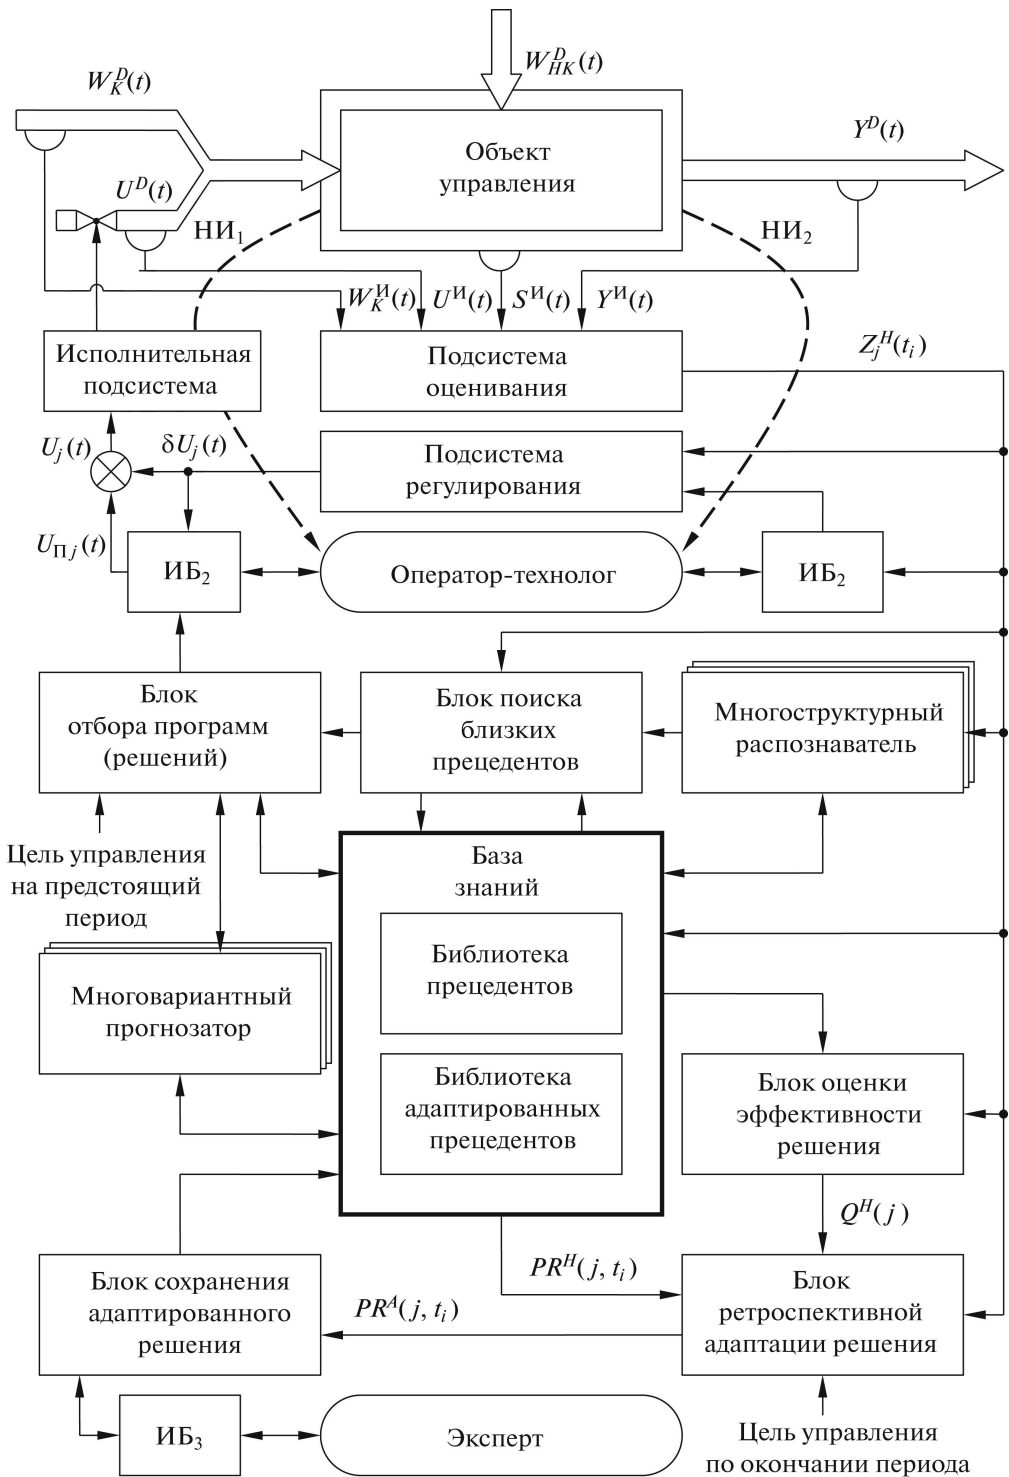 W_{HK}^D(t)
W_K^D(t)
Y^D(t)
Объект
управления
U^D(t)
НИ₁
НИ₂
W_K^И(t)
U^И(t)
S^И(t)
Y^И(t)
Исполнительная
подсистема
Подсистема
оценивания
Z_j^H(t_i)
U_j(t)
δU_j(t)
Подсистема
регулирования
U_{Пj}(t)
ИБ₂
Оператор-технолог
ИБ₂
Блок
отбора программ
(решений)
Блок поиска
близких
прецедентов
Многоструктурный
распознаватель
Цель управления
на предстоящий
период
База
знаний
Библиотека
прецедентов
Многовариантный
прогнозатор
Библиотека
адаптированных
прецедентов
Блок оценки
эффективности
решения
Q^H(j)
PR^H(j, t_i)
Блок сохранения
адаптированного
решения
PR^A(j, t_i)
Блок
ретроспективной
адаптации решения
ИБ₃
Эксперт
Цель управления
по окончании периода